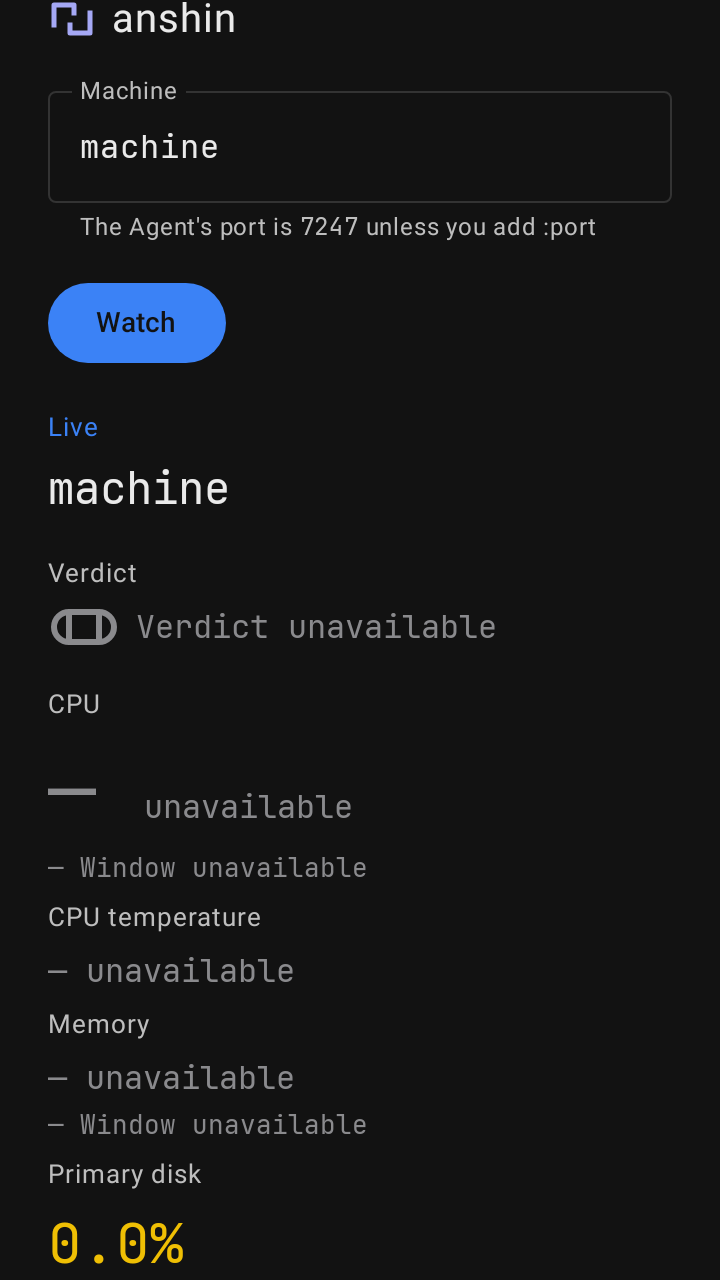 anshin
Machine
machine
The Agent's port is 7247 unless you add :port
Watch
Live
machine
Verdict
Verdict unavailable
CPU
— unavailable
— Window unavailable
CPU temperature
— unavailable
Memory
— unavailable
— Window unavailable
Primary disk
0.0%